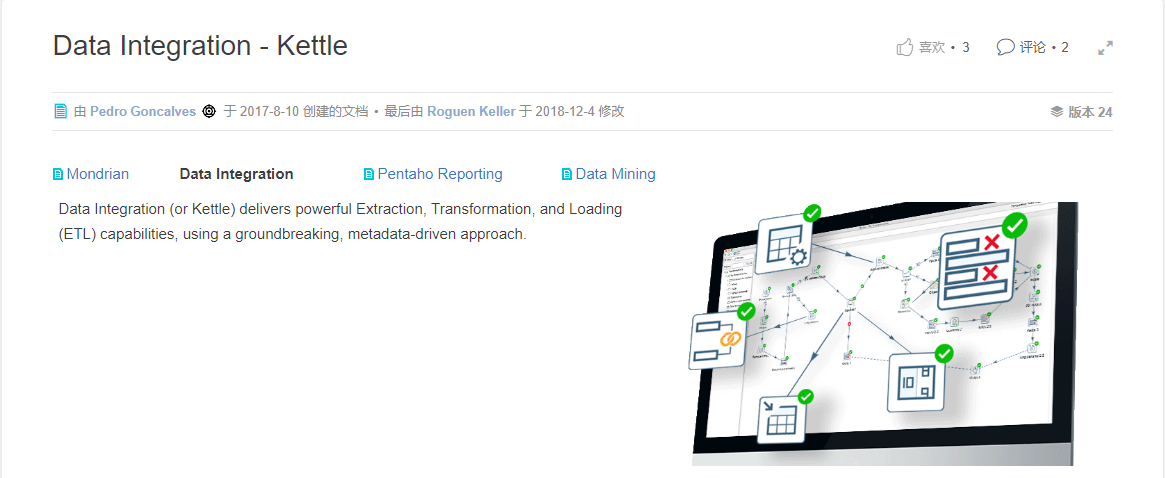 Data Integration - Kettle
喜欢 • 3 评论 • 2
由 Pedro Goncalves 于 2017-8-10 创建的文档 • 最后由 Roguen Keller 于 2018-12-4 修改
版本 24
Mondrian Data Integration Pentaho Reporting Data Mining
Data Integration (or Kettle) delivers powerful Extraction, Transformation, and Loading
(ETL) capabilities, using a groundbreaking, metadata-driven approach.